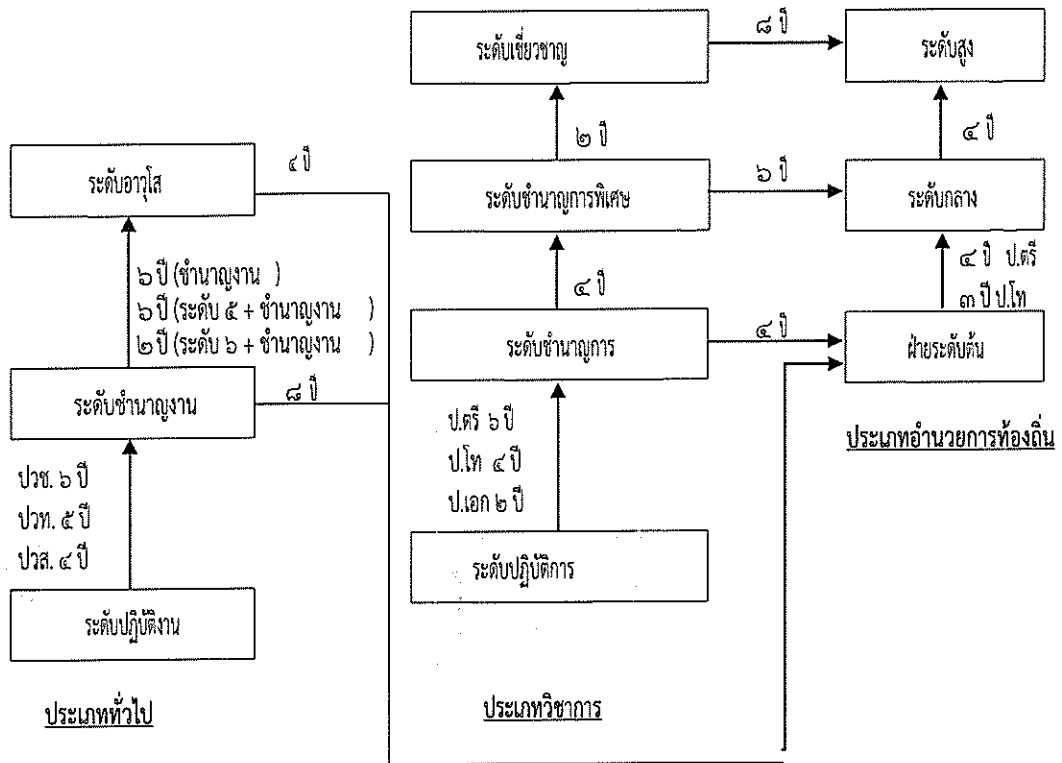 ระดับเชี่ยวชาญ
๘ ปี
ระดับสูง
๒ ปี
๔ ปี
ระดับอาวุโส
๔ ปี
ระดับชำนาญการพิเศษ
๖ ปี
ระดับกลาง
๖ ปี (ชำนาญงาน )
๖ ปี (ระดับ ๕ + ชำนาญงาน )
๒ ปี (ระดับ ๖ + ชำนาญงาน )
๔ ปี
๔ ปี ป.ตรี
๓ ปี ป.โท
ระดับชำนาญการ
๔ ปี
ฝ่ายระดับต้น
ระดับชำนาญงาน
๘ ปี
ป.ตรี ๖ ปี
ป.โท ๔ ปี
ป.เอก ๒ ปี
ประเภทอำนวยการท้องถิ่น
ปวช. ๖ ปี
ปวท. ๕ ปี
ปวส. ๔ ปี
ระดับปฏิบัติการ
ระดับปฏิบัติงาน
ประเภททั่วไป
ประเภทวิชาการ